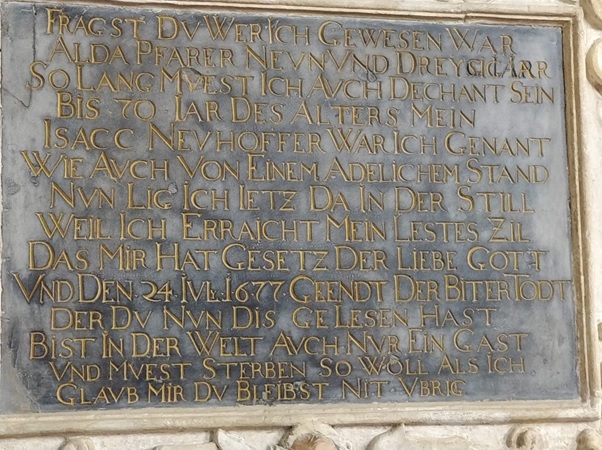 FRAGST DV WER ICH GEWESEN WAR
ALDA PFARER NEVN VND DREYGIG IARR
SO LANG MVEST ICH AVCH DECHANT SEIN
BIS 70 IAR DES ALTERS MEIN
ISACC NEVHOFFER WAR ICH GENANT
WIE AVCH VON EINEM ADELICHEM STAND
NVN LIG ICH IETZ DA IN DER STILL
WEIL ICH ERRAICHT MEIN LESTES ZIL
DAS MIR HAT GESETZ DER LIEBE GOTT
VND DEN 24 IVL 1677 GEENDT DER BITER TODT
DER DV NVN DIS GELESEN HAST
BIST IN DER WELT AVCH NVR EIN GAST
VND MVEST STERBEN SO WOLL ALS ICH
GLAVB MIR DV BLEIBST NIT VBRIG